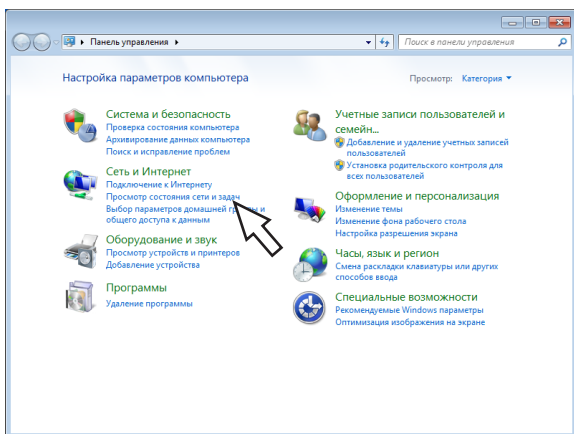 Панель управления
Поиск в панели управления
Настройка параметров компьютера
Просмотр: Категория
Система и безопасность
Проверка состояния компьютера
Архивирование данных компьютера
Поиск и исправление проблем
Сеть и Интернет
Подключение к Интернету
Просмотр состояния сети и задач
Выбор параметров домашней группы и
общего доступа к данным
Оборудование и звук
Просмотр устройств и принтеров
Добавление устройства
Программы
Удаление программы
Учетные записи пользователей и
семейн...
Добавление и удаление учетных записей
пользователей
Установка родительского контроля для
всех пользователей
Оформление и персонализация
Изменение темы
Изменение фона рабочего стола
Настройка разрешения экрана
Часы, язык и регион
Смена раскладки клавиатуры или других
способов ввода
Специальные возможности
Рекомендуемые Windows параметры
Оптимизация изображения на экране